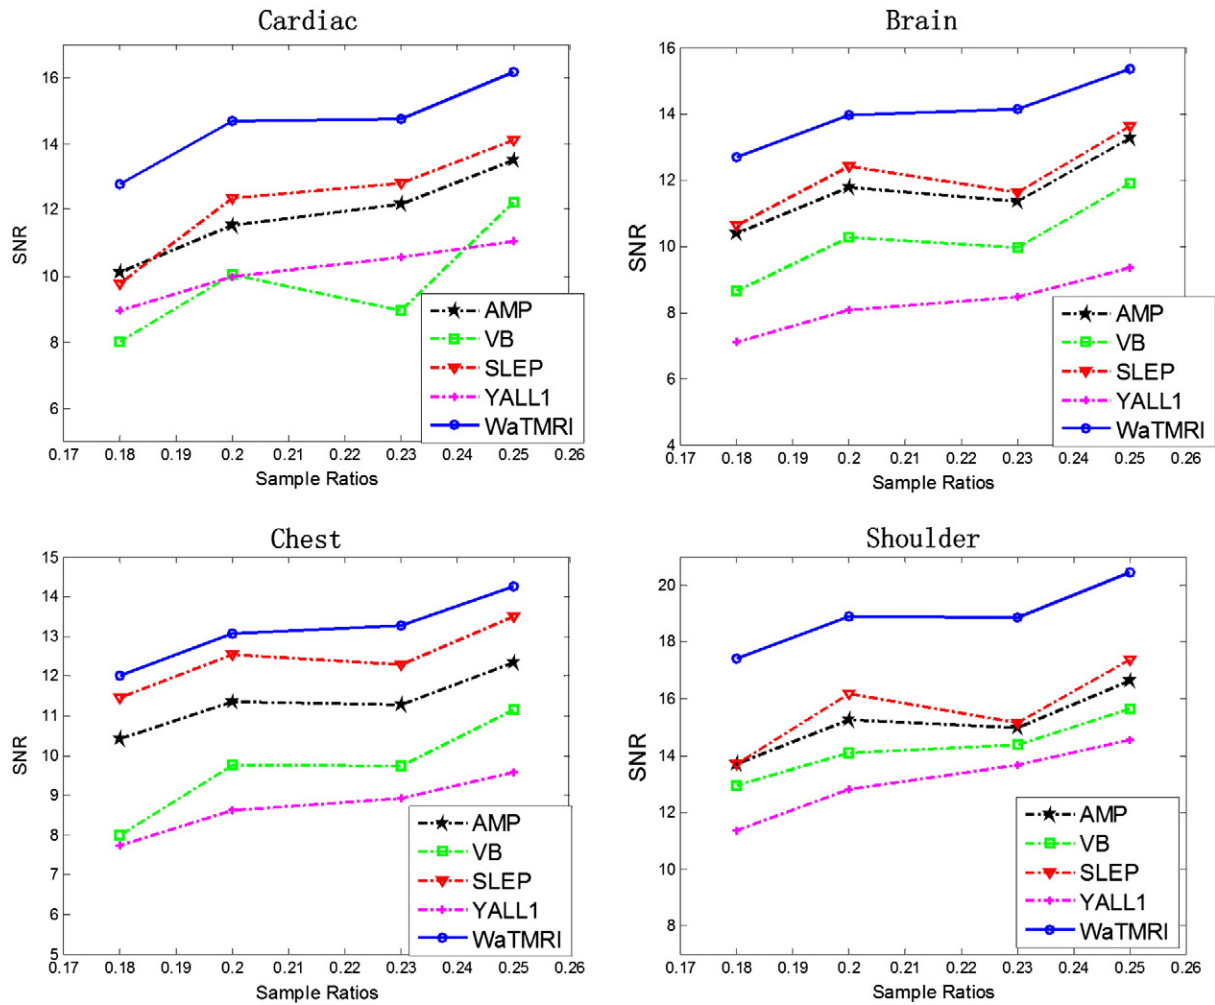 Cardiac
16
14
12
10
8
6
SNR
0.17 0.18 0.19 0.2 0.21 0.22 0.23 0.24 0.25 0.26
Sample Ratios
AMP
VB
SLEP
YALL1
WaTMRI
Brain
16
14
12
10
8
6
4
SNR
0.17 0.18 0.19 0.2 0.21 0.22 0.23 0.24 0.25 0.26
Sample Ratios
AMP
VB
SLEP
YALL1
WaTMRI
Chest
15
14
13
12
11
10
9
8
7
6
5
SNR
0.17 0.18 0.19 0.2 0.21 0.22 0.23 0.24 0.25 0.26
Sample Ratios
AMP
VB
SLEP
YALL1
WaTMRI
Shoulder
20
18
16
14
12
10
8
SNR
0.17 0.18 0.19 0.2 0.21 0.22 0.23 0.24 0.25 0.26
Sample Ratios
AMP
VB
SLEP
YALL1
WaTMRI